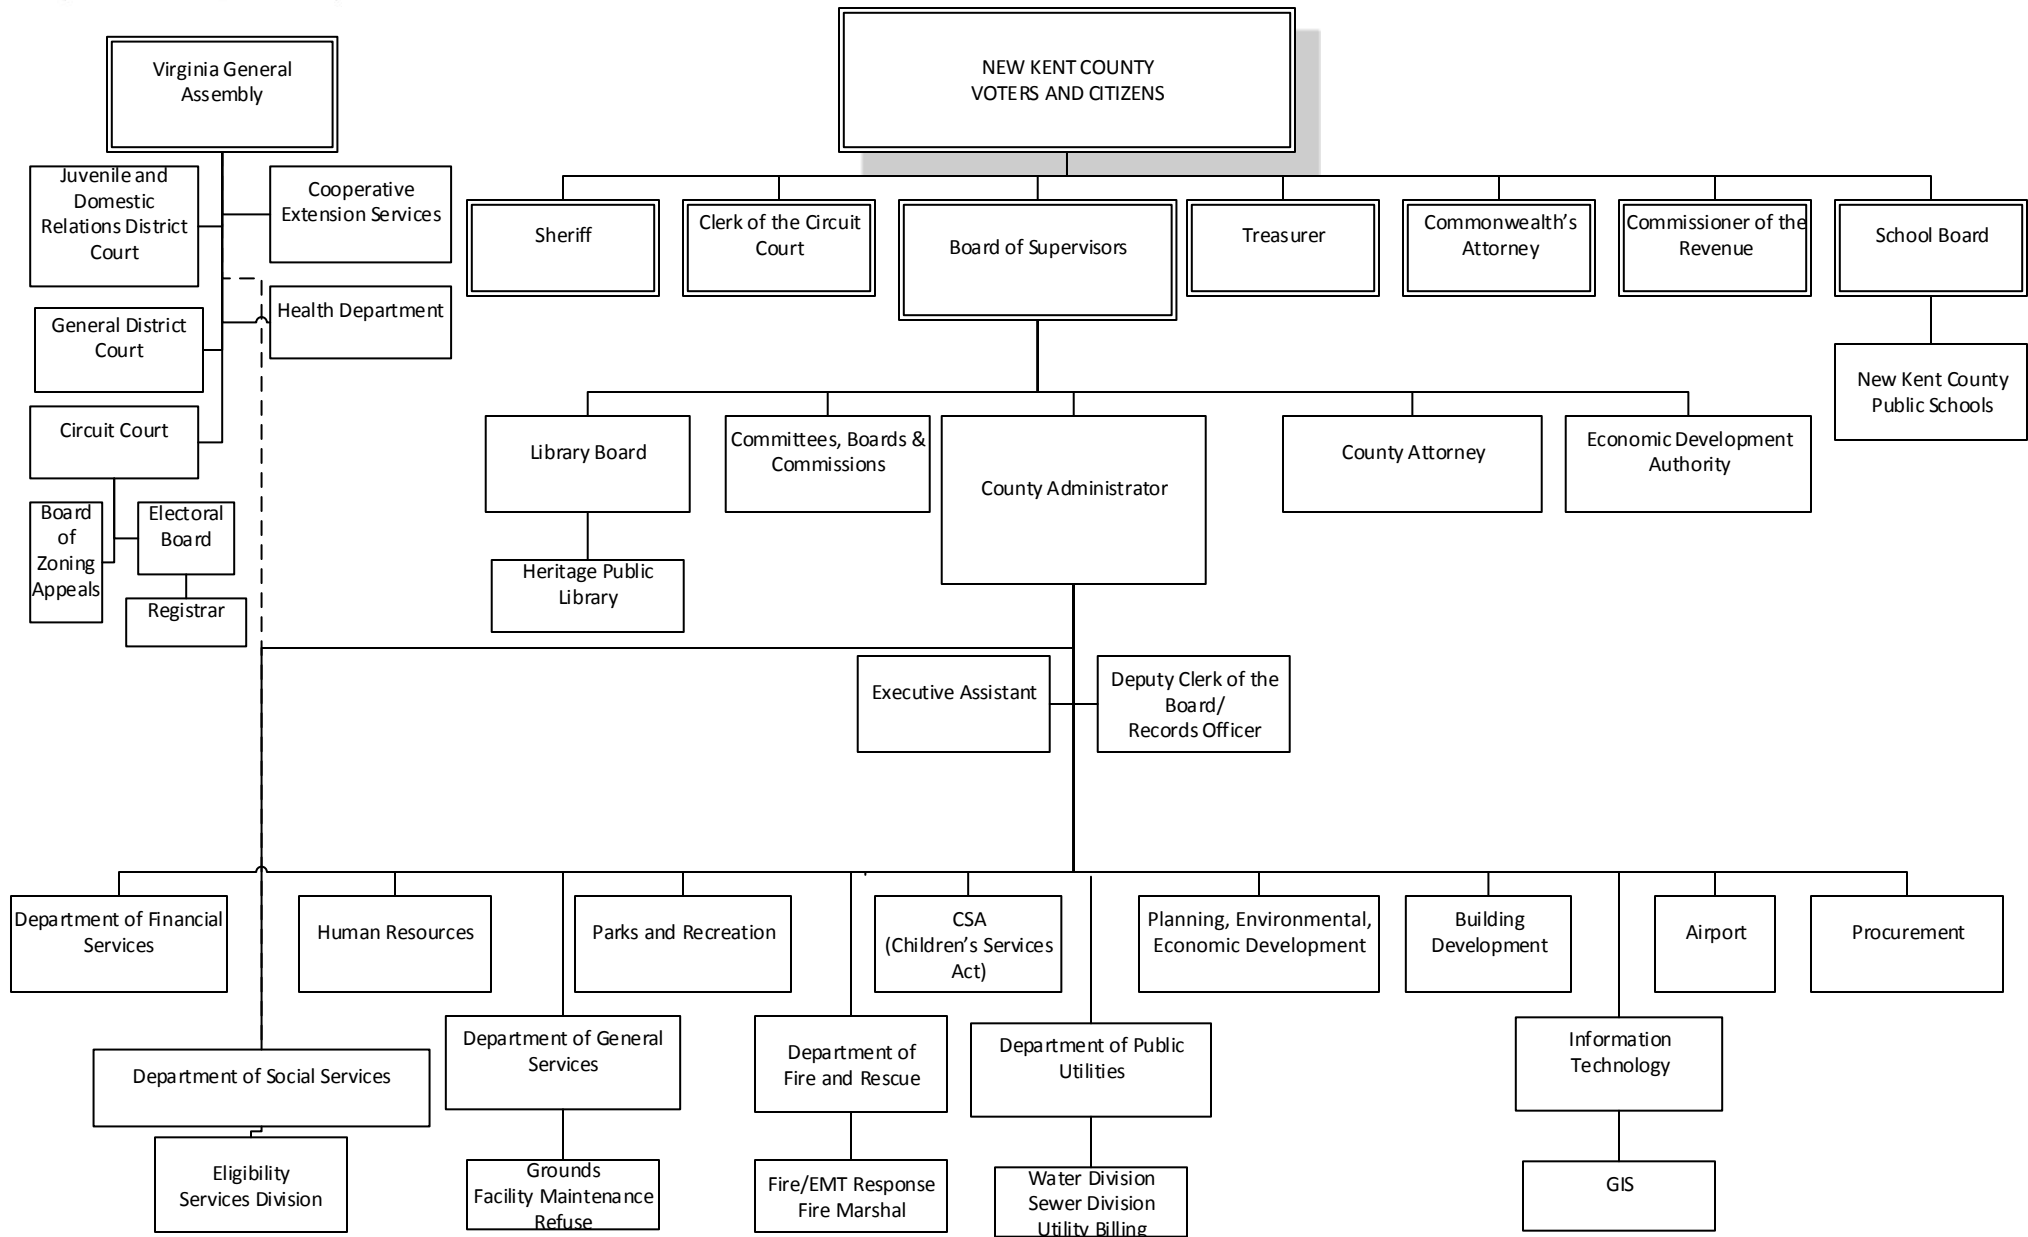 Virginia General
Assembly
NEW KENT COUNTY
VOTERS AND CITIZENS
Juvenile and
Domestic
Relations District
Court
Cooperative
Extension Services
Sheriff
Clerk of the Circuit
Court
Board of Supervisors
Treasurer
Commonwealth’s
Attorney
Commissioner of the
Revenue
School Board
Health Department
General District
Court
New Kent County
Public Schools
Circuit Court
Library Board
Committees, Boards &
Commissions
County Administrator
County Attorney
Economic Development
Authority
Board
of
Zoning
Appeals
Electoral
Board
Registrar
Heritage Public
Library
Executive Assistant
Deputy Clerk of the
Board/
Records Officer
Department of Financial
Services
Human Resources
Parks and Recreation
CSA
(Children’s Services
Act)
Planning, Environmental,
Economic Development
Building
Development
Airport
Procurement
Department of Social Services
Department of General
Services
Department of
Fire and Rescue
Department of Public
Utilities
Information
Technology
Eligibility
Services Division
Grounds
Facility Maintenance
Refuse
Fire/EMT Response
Fire Marshal
Water Division
Sewer Division
Utility Billing
GIS